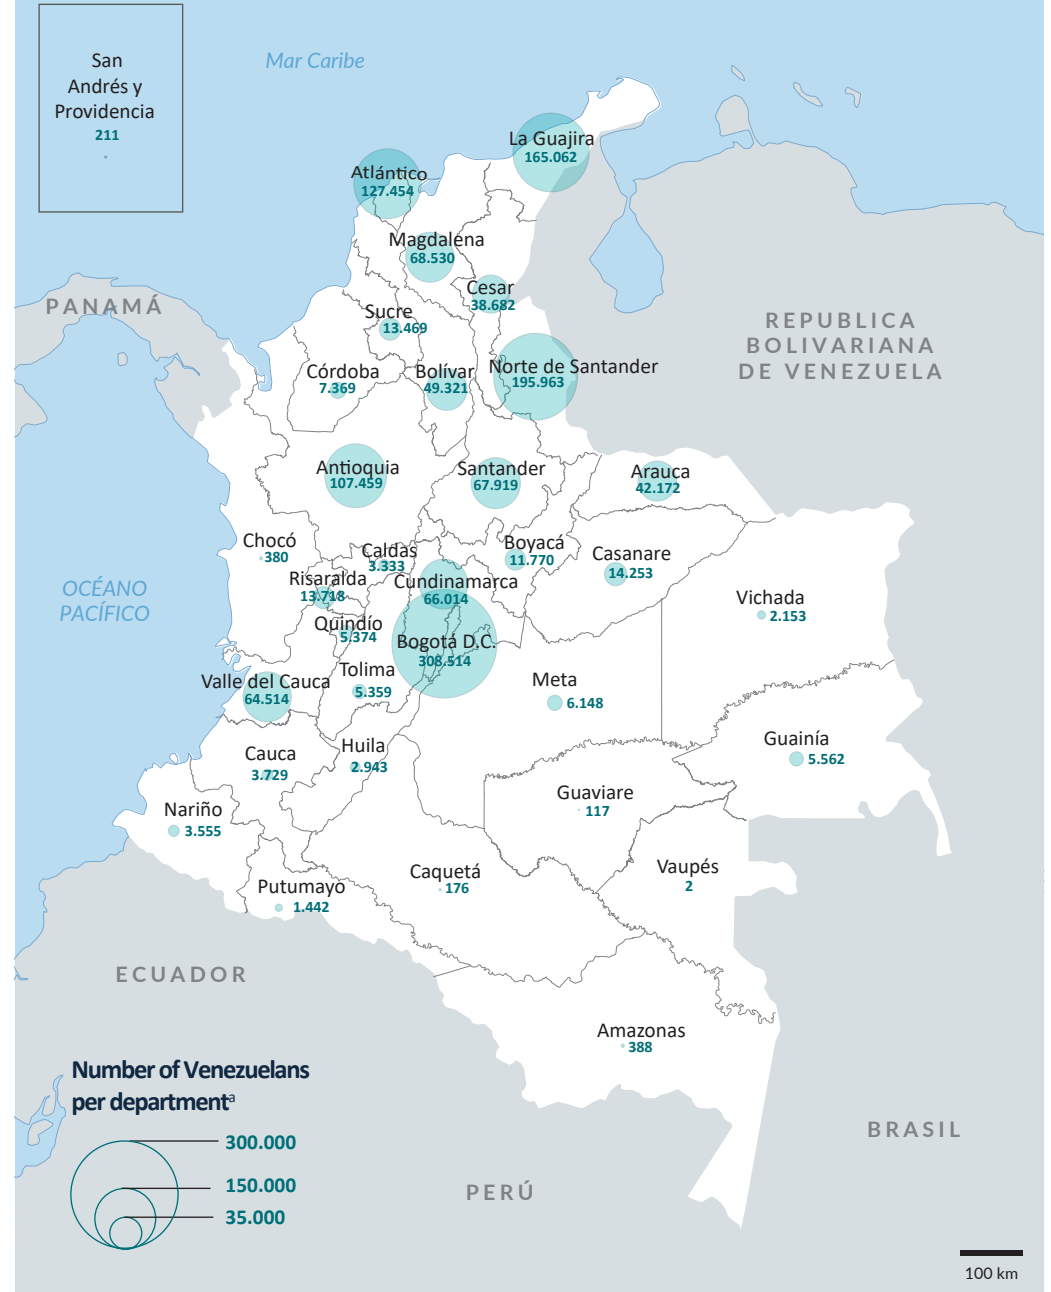 San
Andrés y
Providencia
211
Mar Caribe
La Guajira
165.062
Atlántico
127.454
Magdalena
68.530
Cesar
38.682
PANAMÁ
Sucre
13.469
REPUBLICA
BOLIVARIANA
DE VENEZUELA
Córdoba
7.369
Bolívar
49.321
Norte de Santander
195.963
Antioquia
107.459
Santander
67.919
Arauca
42.172
Chocó
380
Caldas
3.333
Boyacá
11.770
Casanare
14.253
Risaralda
13.718
Cundinamarca
66.014
OCÉANO
PACÍFICO
Vichada
2.153
Quindío
5.374
Bogotá D.C.
308.514
Tolima
5.359
Valle del Cauca
64.514
Meta
6.148
Cauca
3.729
Huila
2.943
Guainía
5.562
Nariño
3.555
Guaviare
117
Caquetá
176
Vaupés
2
Putumayo
1.442
ECUADOR
Amazonas
388
Number of Venezuelans
per departmentª
300.000
150.000
35.000
BRASIL
PERÚ
100 km